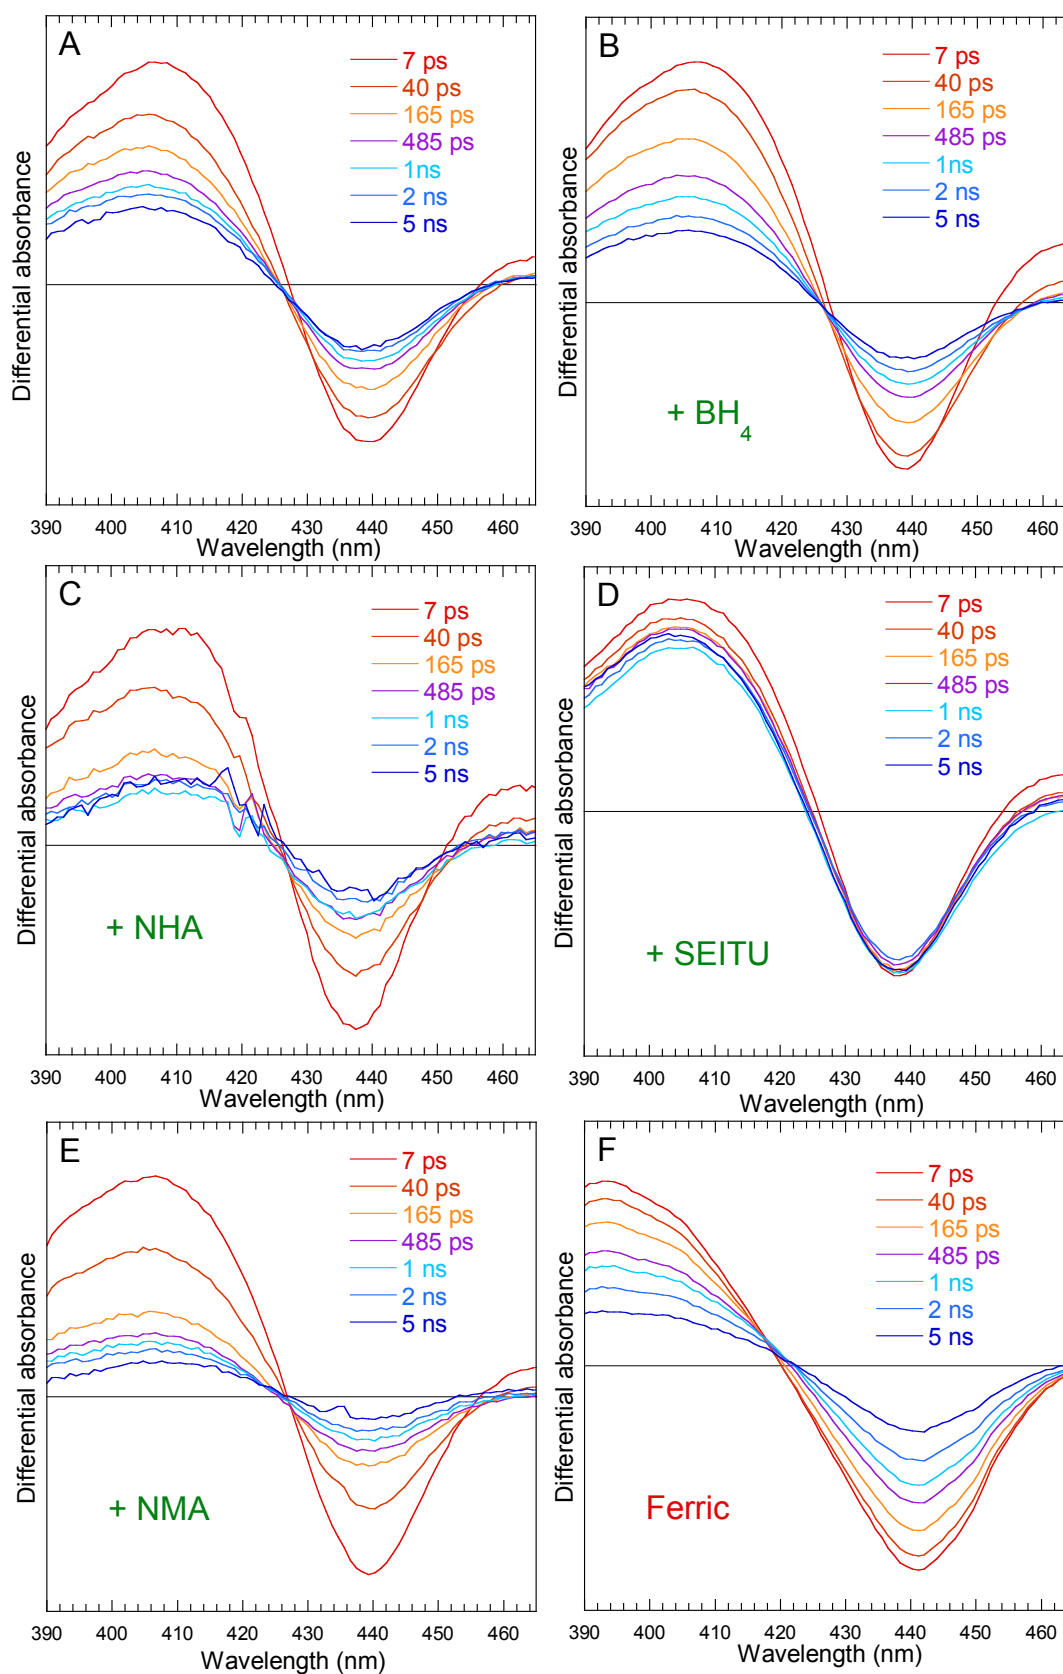 A
7 ps
40 ps
165 ps
485 ps
1ns
2 ns
5 ns
Differential absorbance
390 400 410 420 430 440 450 460
Wavelength (nm)
B
7 ps
40 ps
165 ps
485 ps
1ns
2 ns
5 ns
+ BH4
Differential absorbance
390 400 410 420 430 440 450 460
Wavelength (nm)
C
7 ps
40 ps
165 ps
485 ps
1 ns
2 ns
5 ns
+ NHA
Differential absorbance
390 400 410 420 430 440 450 460
Wavelength (nm)
D
7 ps
40 ps
165 ps
485 ps
1 ns
2 ns
5 ns
+ SEITU
Differential absorbance
390 400 410 420 430 440 450 460
Wavelength (nm)
E
7 ps
40 ps
165 ps
485 ps
1 ns
2 ns
5 ns
+ NMA
Differential absorbance
390 400 410 420 430 440 450 460
Wavelength (nm)
F
7 ps
40 ps
165 ps
485 ps
1 ns
2 ns
5 ns
Ferric
Differential absorbance
390 400 410 420 430 440 450 460
Wavelength (nm)